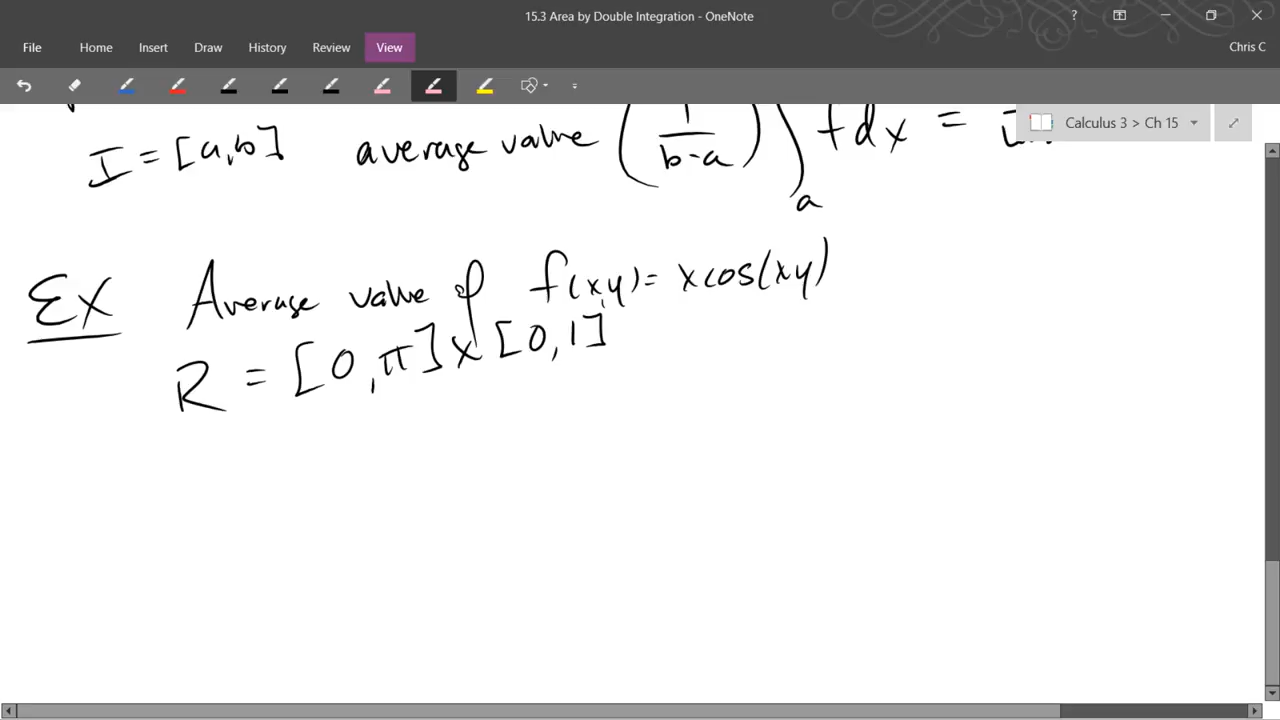 15.3 Area by Double Integration - OneNote
?
File Home Insert Draw History Review View Chris C
Calculus 3 > Ch 15
I = [a,b] average value ( 1/(b-a) ) ∫_a f dx =
EX Average value of f(x,y) = x cos(xy)
R = [0,π] x [0,1]